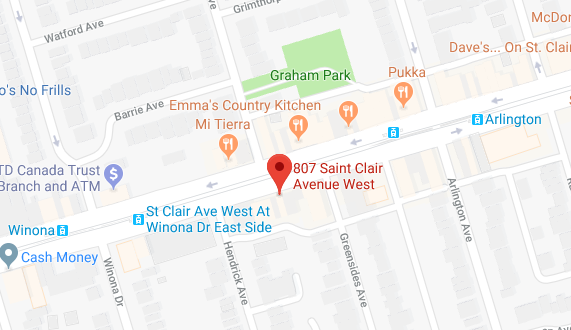 Grimthor
Watford Ave
McDo
Dave's... On St. Clair
Graham Park
Pukka
o's No Frills
Barrie Ave
Emma's Country Kitchen
Mi Tierra
Arlington
TD Canada Trust
Branch and ATM
807 Saint Clair
Avenue West
St Clair Ave West At
Winona Dr East Side
Winona
Cash Money
Winona Dr
Hendrick Ave
Greensides Ave
Arlington Ave